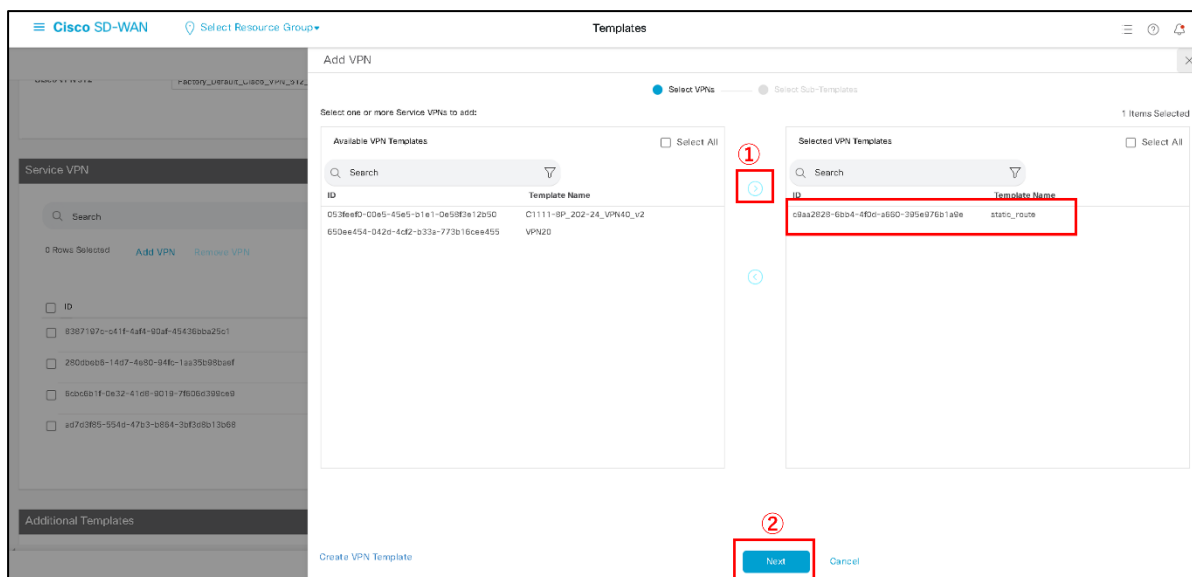 Cisco SD-WAN
Select Resource Group
Templates
Add VPN
Select VPNs
Select Sub-Templates
Select one or more Service VPNs to add:
1 Items Selected
Available VPN Templates
Select All
Search
ID Template Name
053feef0-00e5-45e5-b1e1-0e58f3e12b50 C1111-8P_202-24_VPN40_v2
650ee454-042d-4cf2-b33a-773b16cee455 VPN20
①
Selected VPN Templates
Select All
Search
ID Template Name
c9aa2828-6bb4-4f0d-a660-395e976b1a9e static_route
Factory_Default_Cisco_VPN_512_
Service VPN
Search
0 Rows Selected Add VPN Remove VPN
ID
8387197c-c41f-4af4-90af-45436bba25c1
280dbeb6-14d7-4e80-94fc-1aa35b98baef
6cbc6b1f-0e32-41d8-9019-7f606d399ce9
ad7d3f85-554d-47b3-b864-3bf3d8b13b68
Additional Templates
②
Create VPN Template
Next
Cancel